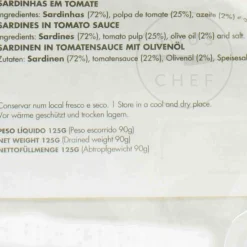 SARDINHAS EM TOMATE
Ingredientes: Sardinhas (72%), polpa de tomate (25%), azeite (2%)
SARDINES IN TOMATO SAUCE
Ingredients: Sardines (72%), tomato pulp (25%), olive oil (2%) and salt.
SARDINEN IN TOMATENSAUCE MIT OLIVENÖL
Zutaten: Sardinen (72%), tomatensauce (22%), Olivenöl (2%), Speisesal
CHEF
Conservar num local fresco e seco. I Store in a cool and dry place.
Vor wärme geschützt und trocken lagern.
PESO LÍQUIDO 125G (Peso escorrido 90g)
NET WEIGHT 125G (Drained weight 90g)
NETTOFÜLLMENGE 125G (Abtropfgewicht 90g)